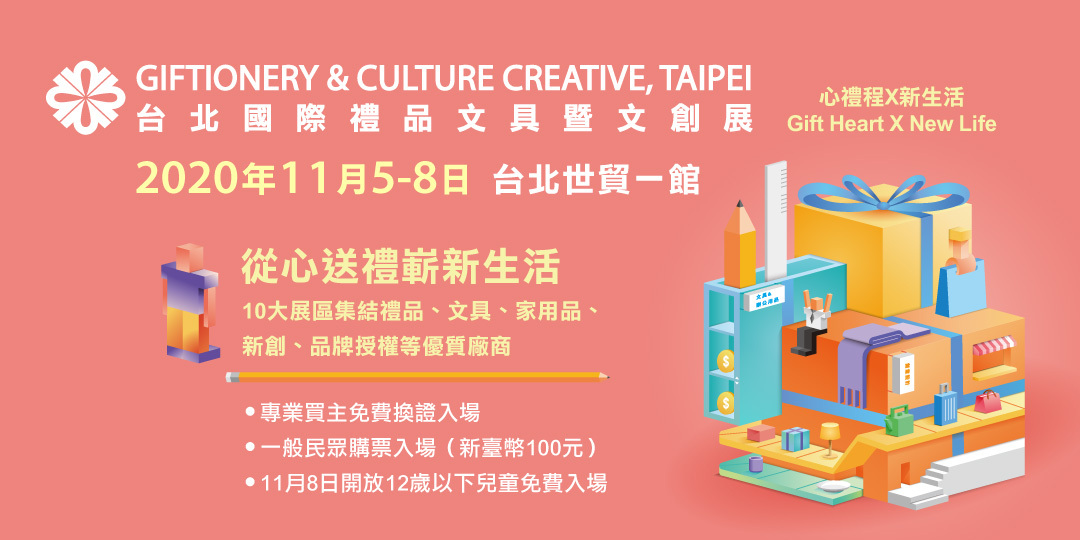 GIFTIONERY & CULTURE CREATIVE, TAIPEI
台北國際禮品文具暨文創展
心禮程X新生活
Gift Heart X New Life
2020年11月5-8日 台北世貿一館
從心送禮嶄新生活
10大展區集結禮品、文具、家用品、
新創、品牌授權等優質廠商
•專業買主免費換證入場
•一般民眾購票入場（新臺幣100元）
•11月8日開放12歲以下兒童免費入場
文具&
辦公用品
$
$